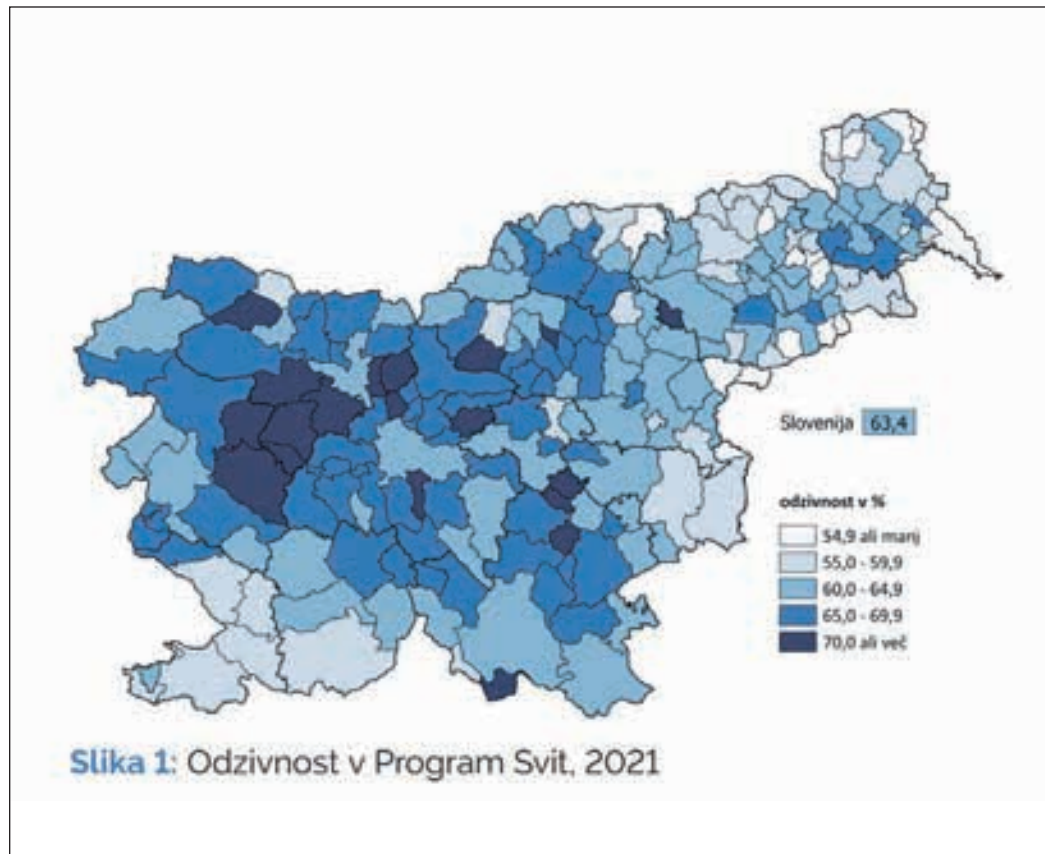 Slovenija 63,4
odzivnost v %
54,9 ali manj
55,0 - 59,9
60,0 - 64,9
65,0 - 69,9
70,0 ali več
Slika 1: Odzivnost v Program Svit, 2021